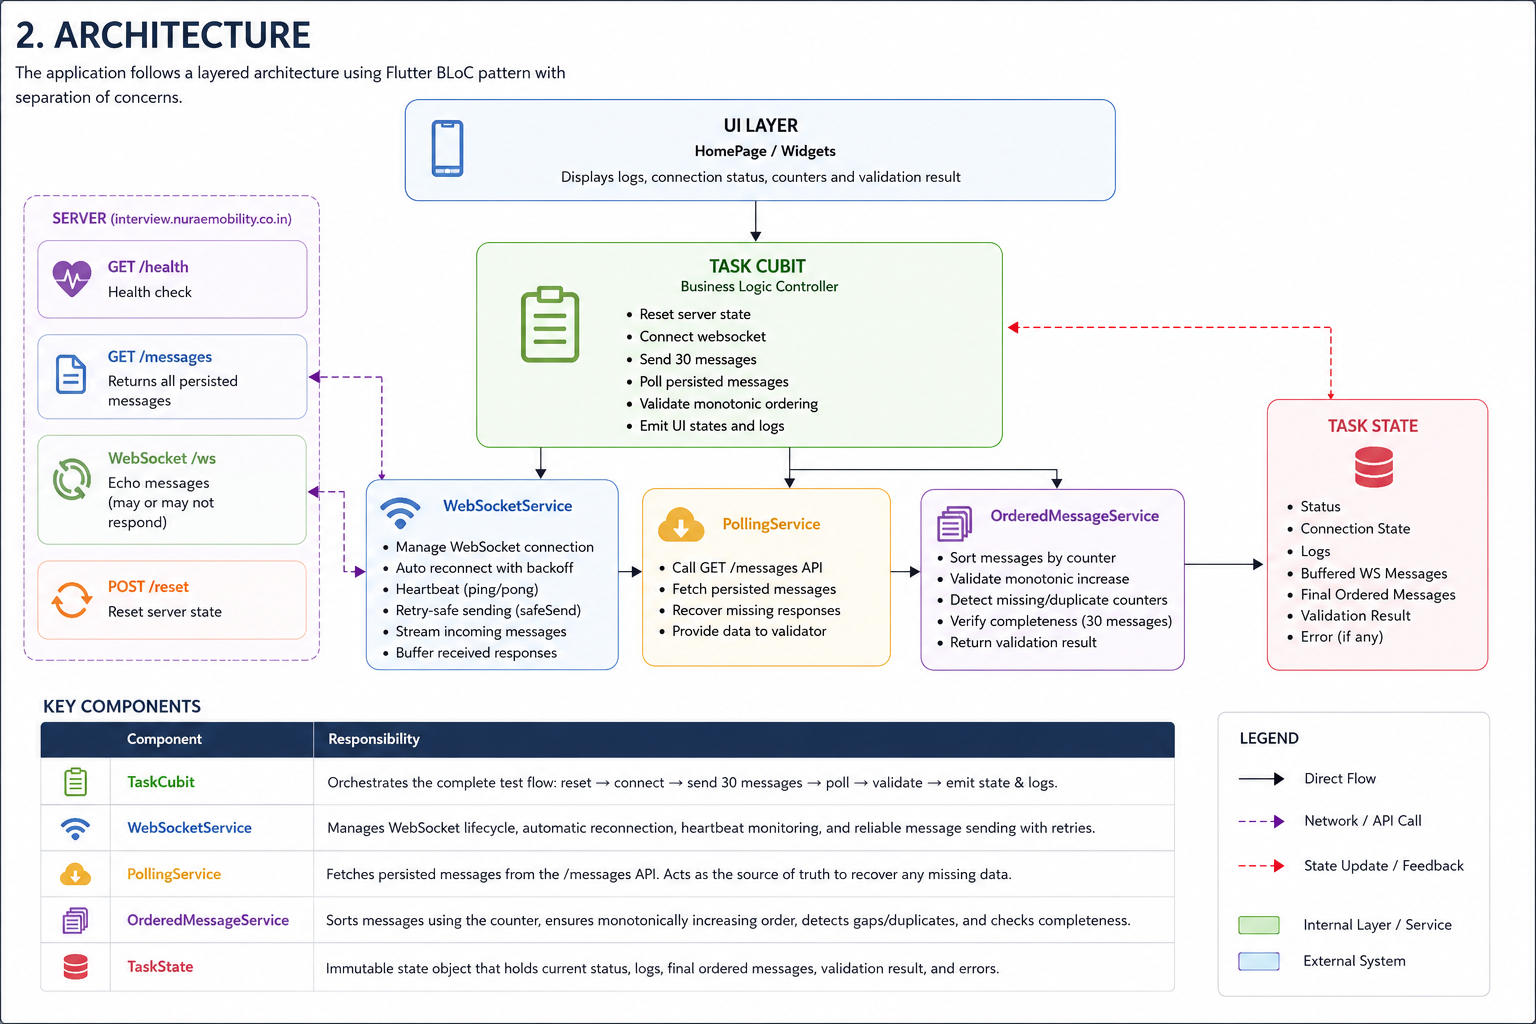 2. ARCHITECTURE
The application follows a layered architecture using Flutter BLoC pattern with
separation of concerns.
UI LAYER
HomePage / Widgets
Displays logs, connection status, counters and validation result
SERVER (interview.nuraemobility.co.in)
GET /health
Health check
GET /messages
Returns all persisted
messages
WebSocket /ws
Echo messages
(may or may not
respond)
POST /reset
Reset server state
TASK CUBIT
Business Logic Controller
• Reset server state
• Connect websocket
• Send 30 messages
• Poll persisted messages
• Validate monotonic ordering
• Emit UI states and logs
WebSocketService
• Manage WebSocket connection
• Auto reconnect with backoff
• Heartbeat (ping/pong)
• Retry-safe sending (safeSend)
• Stream incoming messages
• Buffer received responses
PollingService
• Call GET /messages API
• Fetch persisted messages
• Recover missing responses
• Provide data to validator
OrderedMessageService
• Sort messages by counter
• Validate monotonic increase
• Detect missing/duplicate counters
• Verify completeness (30 messages)
• Return validation result
TASK STATE
• Status
• Connection State
• Logs
• Buffered WS Messages
• Final Ordered Messages
• Validation Result
• Error (if any)
KEY COMPONENTS
Component Responsibility
TaskCubit Orchestrates the complete test flow: reset → connect → send 30 messages → poll → validate → emit state & logs.
WebSocketService Manages WebSocket lifecycle, automatic reconnection, heartbeat monitoring, and reliable message sending with retries.
PollingService Fetches persisted messages from the /messages API. Acts as the source of truth to recover any missing data.
OrderedMessageService Sorts messages using the counter, ensures monotonically increasing order, detects gaps/duplicates, and checks completeness.
TaskState Immutable state object that holds current status, logs, final ordered messages, validation result, and errors.
LEGEND
Direct Flow
Network / API Call
State Update / Feedback
Internal Layer / Service
External System